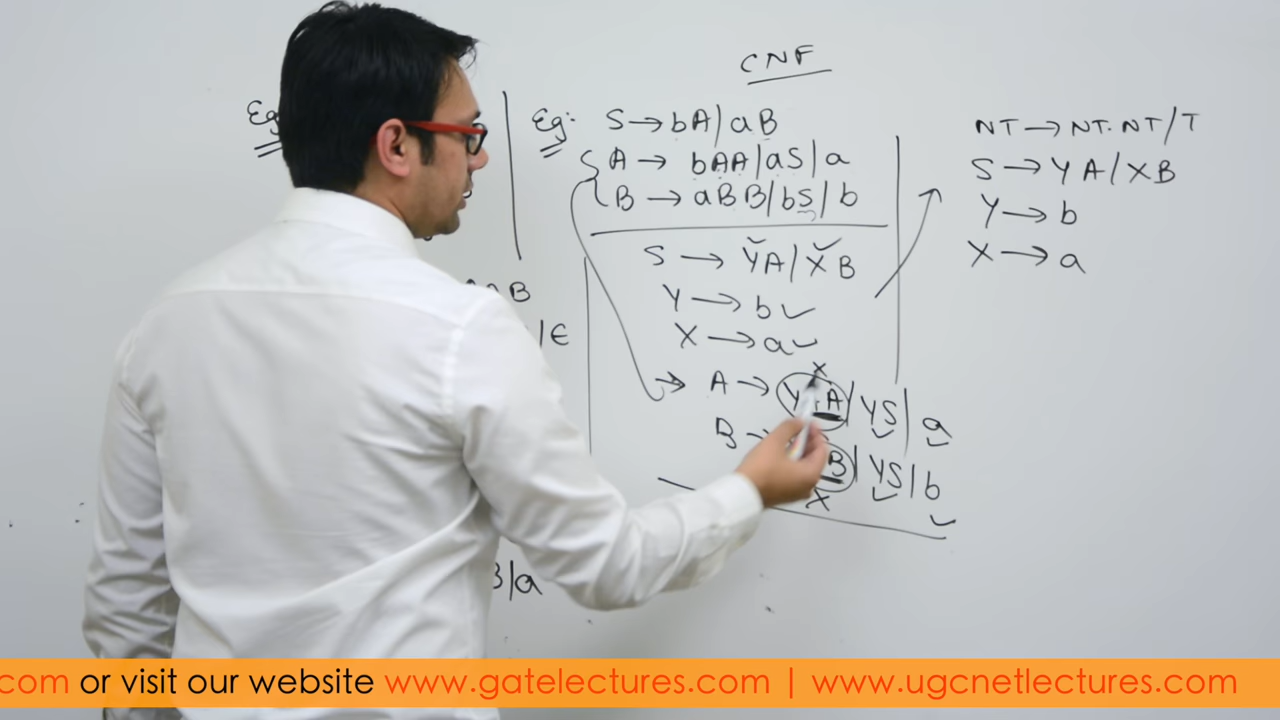 CNF
Eg
Eg:- S → bA | aB
A → bAA | aS | a
B → aBB | bS | b
S → YA | XB
Y → b
X → a
A → Y A | YS | a
B → B | YS | b
NT → NT.NT / T
S → YA / XB
Y → b
X → a
B
| ∈
B | a
.com or visit our website www.gatelectures.com | www.ugcnetlectures.com